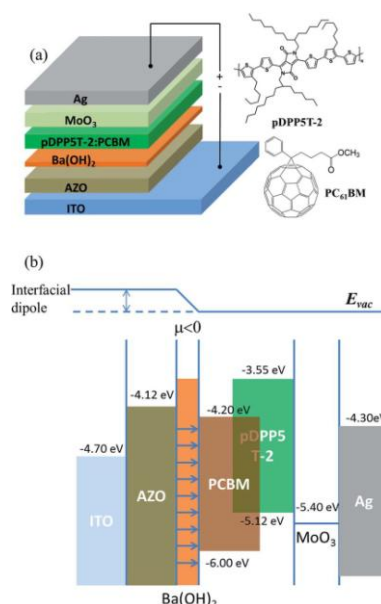 (a)
Ag
MoO₃
pDPP5T-2:PCBM
Ba(OH)₂
AZO
ITO
+
-
pDPP5T-2
OCH₃
O
PC₆₁BM
(b)
Interfacial
dipole
E_vac
μ<0
-3.55 eV
-4.12 eV
-4.20 eV
-4.30eV
-4.70 eV
pDPP5
T-2
PCBM
AZO
ITO
Ag
-5.40 eV
-5.12 eV
MoO₃
-6.00 eV
Ba(OH)₂